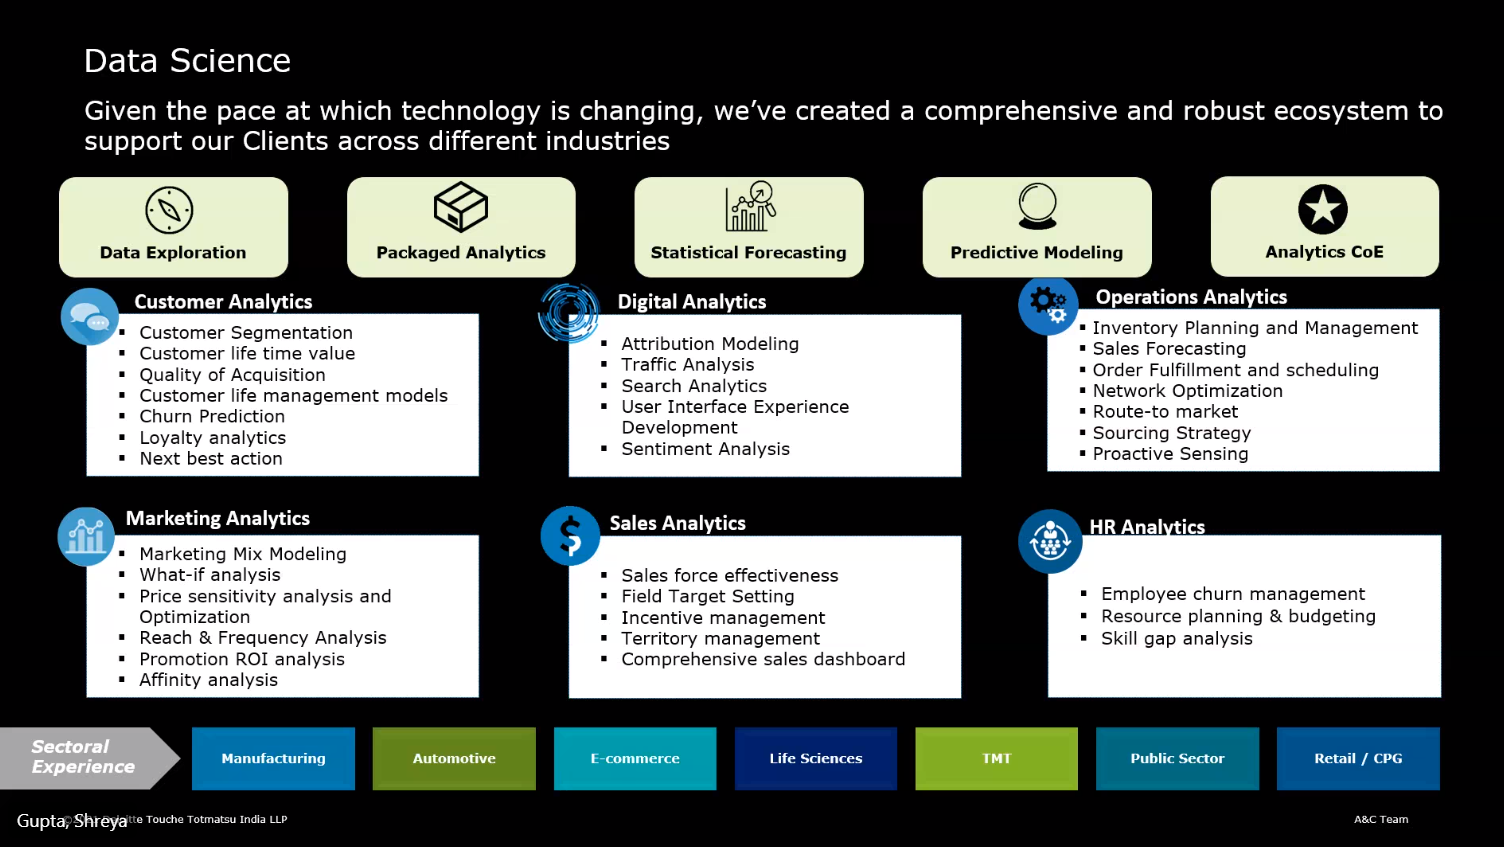 Data Science
Given the pace at which technology is changing, we’ve created a comprehensive and robust ecosystem to
support our Clients across different industries
Data Exploration
Packaged Analytics
Statistical Forecasting
Predictive Modeling
Analytics CoE
Customer Analytics
▪ Customer Segmentation
▪ Customer life time value
▪ Quality of Acquisition
▪ Customer life management models
▪ Churn Prediction
▪ Loyalty analytics
▪ Next best action
Digital Analytics
▪ Attribution Modeling
▪ Traffic Analysis
▪ Search Analytics
▪ User Interface Experience
Development
▪ Sentiment Analysis
Operations Analytics
▪ Inventory Planning and Management
▪ Sales Forecasting
▪ Order Fulfillment and scheduling
▪ Network Optimization
▪ Route-to market
▪ Sourcing Strategy
▪ Proactive Sensing
Marketing Analytics
▪ Marketing Mix Modeling
▪ What-if analysis
▪ Price sensitivity analysis and
Optimization
▪ Reach & Frequency Analysis
▪ Promotion ROI analysis
▪ Affinity analysis
Sales Analytics
▪ Sales force effectiveness
▪ Field Target Setting
▪ Incentive management
▪ Territory management
▪ Comprehensive sales dashboard
HR Analytics
▪ Employee churn management
▪ Resource planning & budgeting
▪ Skill gap analysis
Sectoral
Experience
Manufacturing
Automotive
E-commerce
Life Sciences
TMT
Public Sector
Retail / CPG
Gupta, Shreya
Touche Totmatsu India LLP
A&C Team